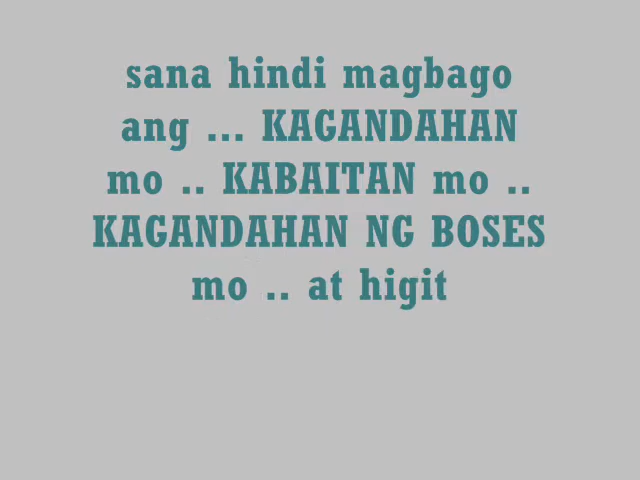 sana hindi magbago
ang ... KAGANDAHAN
mo .. KABAITAN mo ..
KAGANDAHAN NG BOSES
mo .. at higit